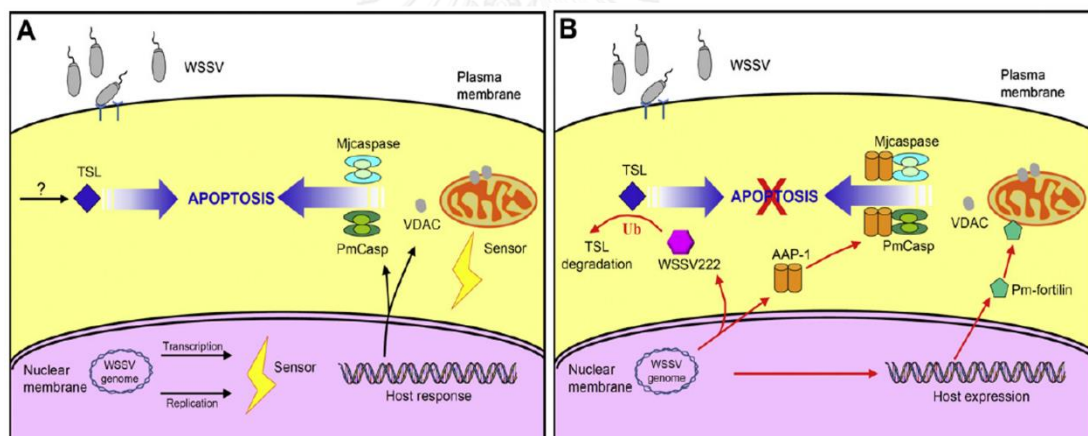 A
WSSV
Plasma
membrane
Mjcaspase
TSL
?
APOPTOSIS
VDAC
PmCasp
Sensor
Transcription
Nuclear
membrane
WSSV
genome
Sensor
Replication
Host response
B
WSSV
Plasma
membrane
Mjcaspase
TSL
APOPTOSIS
X
VDAC
Ub
PmCasp
TSL
degradation
WSSV222
AAP-1
Pm-fortilin
Nuclear
membrane
WSSV
genome
Host expression